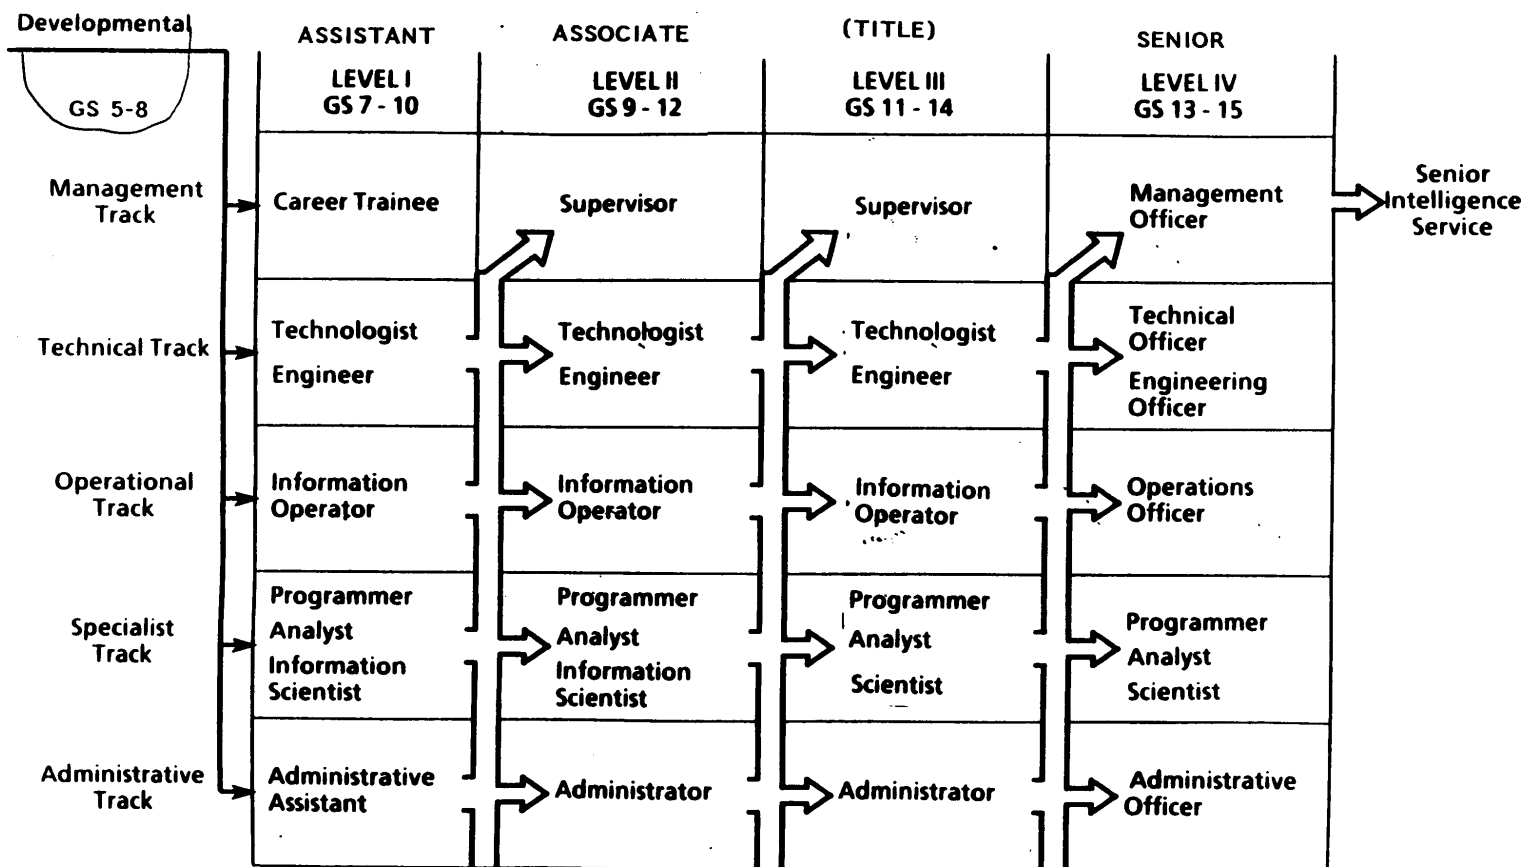 Developmental
GS 5-8
ASSISTANT
ASSOCIATE
(TITLE)
SENIOR
LEVEL I
GS 7 - 10
LEVEL II
GS 9 - 12
LEVEL III
GS 11 - 14
LEVEL IV
GS 13 - 15
Management
Track
Career Trainee
Supervisor
Supervisor
Management
Officer
Senior
Intelligence
Service
Technical Track
Technologist
Engineer
Technologist
Engineer
Technologist
Engineer
Technical
Officer
Engineering
Officer
Operational
Track
Information
Operator
Information
Operator
Information
Operator
Operations
Officer
Specialist
Track
Programmer
Analyst
Information
Scientist
Programmer
Analyst
Information
Scientist
Programmer
Analyst
Scientist
Programmer
Analyst
Scientist
Administrative
Track
Administrative
Assistant
Administrator
Administrator
Administrative
Officer